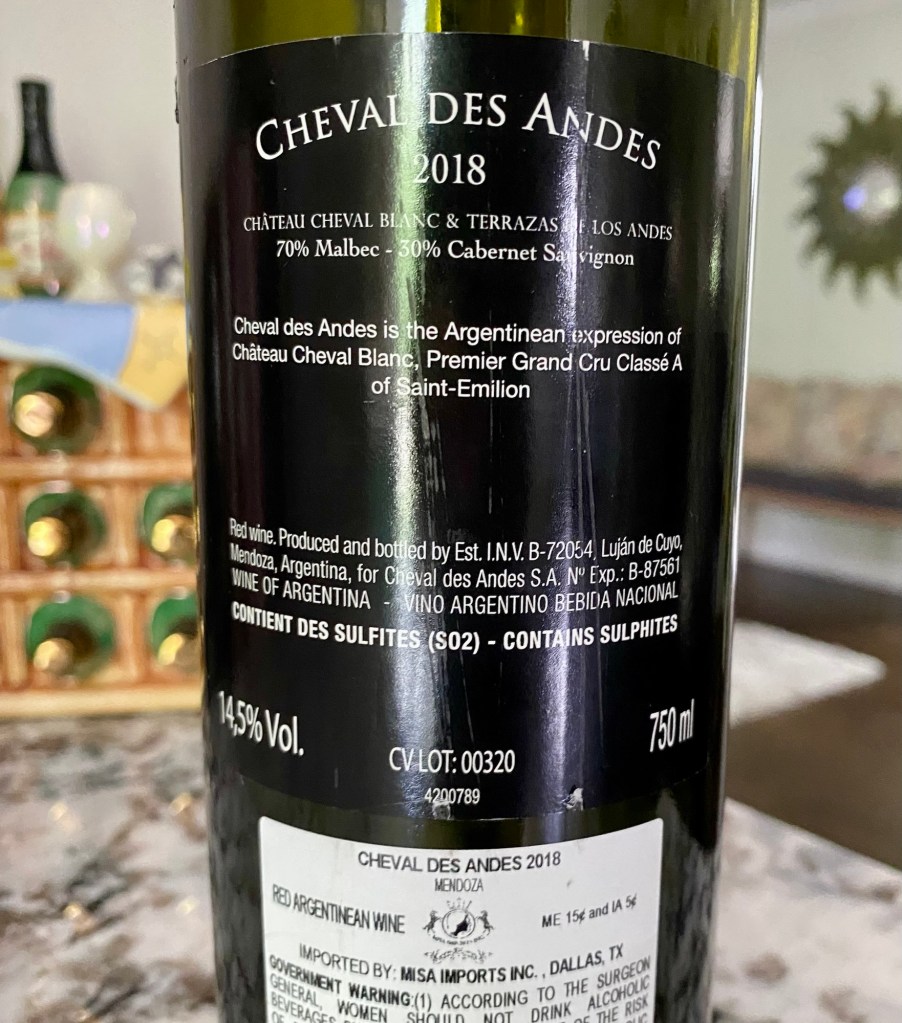 CHEVAL DES ANDES
2018
CHÂTEAU CHEVAL BLANC & TERRAZAS DE LOS ANDES
70% Malbec - 30% Cabernet Sauvignon
Cheval des Andes is the Argentinean expression of
Château Cheval Blanc, Premier Grand Cru Classé A
of Saint-Emilion
Red wine. Produced and bottled by Est. I.N.V. B-72054, Luján de Cuyo,
Mendoza, Argentina, for Cheval des Andes S.A. Nº Exp.: B-87561
WINE OF ARGENTINA - VINO ARGENTINO BEBIDA NACIONAL
CONTIENT DES SULFITES (SO2) - CONTAINS SULPHITES
14,5% Vol.
750 ml
CV LOT: 00320
4200789
CHEVAL DES ANDES 2018
MENDOZA
RED ARGENTINEAN WINE
ME 15¢ and IA 5¢
IMPORTED BY: MISA IMPORTS INC. , DALLAS, TX
GOVERNMENT WARNING:(1) ACCORDING TO THE SURGEON
GENERAL, WOMEN SHOULD NOT DRINK ALCOHOLIC
BEVERAGES OF THE RISK